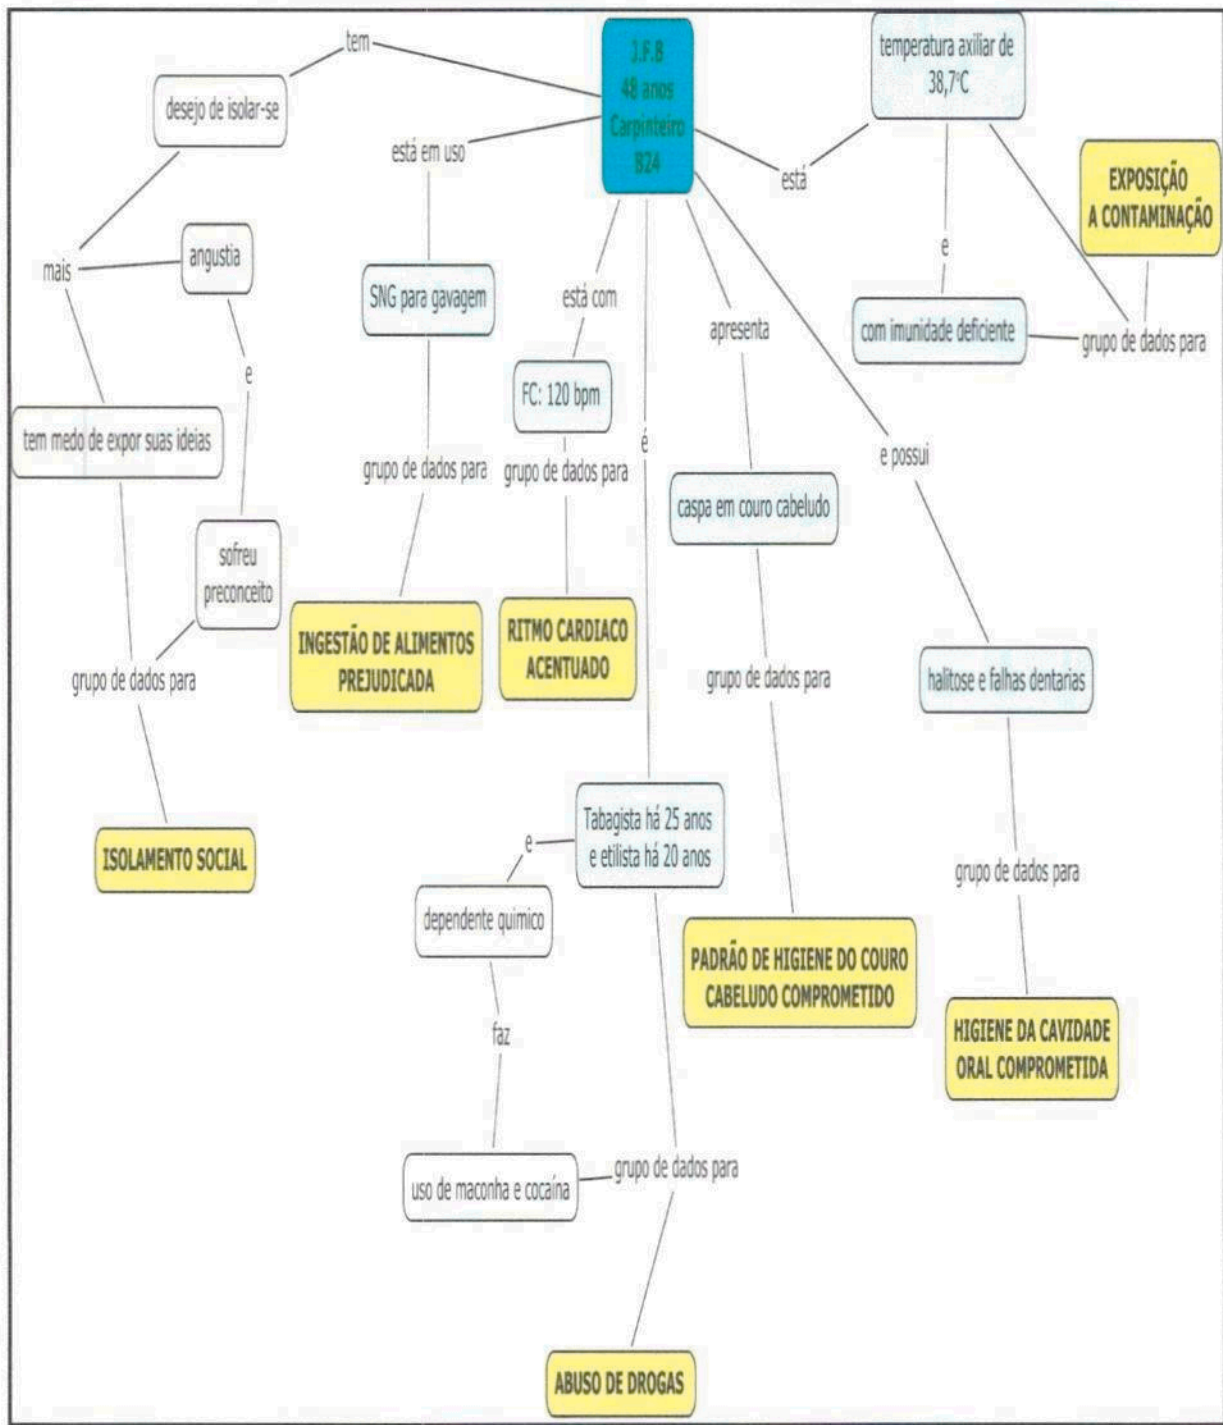 tem
J.F.B
48 anos
Carpinteiro
B24
temperatura axiliar de
38,7°C
desejo de isolar-se
está em uso
está
EXPOSIÇÃO
A CONTAMINAÇÃO
mais
angustia
e
SNG para gavagem
está com
apresenta
com imunidade deficiente
grupo de dados para
e
FC: 120 bpm
tem medo de expor suas ideias
é
e possui
grupo de dados para
grupo de dados para
caspa em couro cabeludo
sofreu
preconceito
INGESTÃO DE ALIMENTOS
PREJUDICADA
RITMO CARDIACO
ACENTUADO
grupo de dados para
grupo de dados para
halitose e falhas dentarias
Tabagista há 25 anos
e etilista há 20 anos
e
ISOLAMENTO SOCIAL
grupo de dados para
dependente quimico
PADRÃO DE HIGIENE DO COURO
CABELUDO COMPROMETIDO
faz
HIGIENE DA CAVIDADE
ORAL COMPROMETIDA
grupo de dados para
uso de maconha e cocaína
ABUSO DE DROGAS